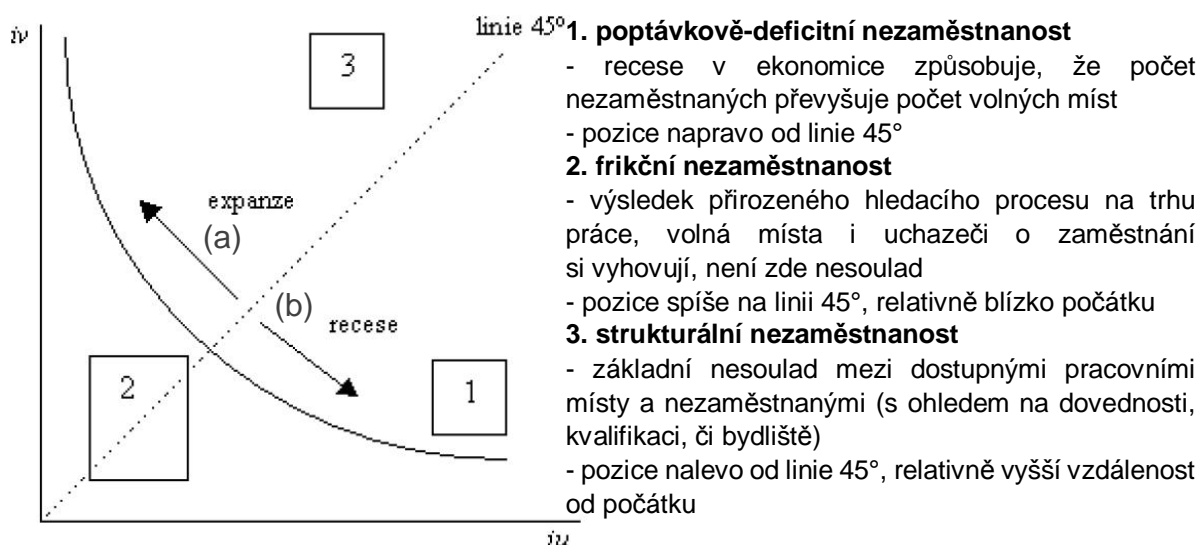 iv
linie 45°
3
expanze
(a)
(b)
recese
2
1
iu
1. poptávkově-deficitní nezaměstnanost
- recese v ekonomice způsobuje, že počet
nezaměstnaných převyšuje počet volných míst
- pozice napravo od linie 45°
2. frikční nezaměstnanost
- výsledek přirozeného hledacího procesu na trhu
práce, volná místa i uchazeči o zaměstnání
si vyhovují, není zde nesoulad
- pozice spíše na linii 45°, relativně blízko počátku
3. strukturální nezaměstnanost
- základní nesoulad mezi dostupnými pracovními
místy a nezaměstnanými (s ohledem na dovednosti,
kvalifikaci, či bydliště)
- pozice nalevo od linie 45°, relativně vyšší vzdálenost
od počátku